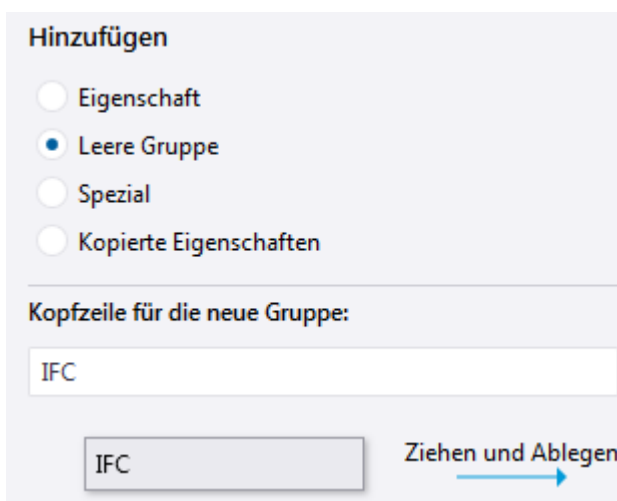 Hinzufügen
Eigenschaft
Leere Gruppe
Spezial
Kopierte Eigenschaften
Kopfzeile für die neue Gruppe:
IFC
IFC
Ziehen und Ablegen